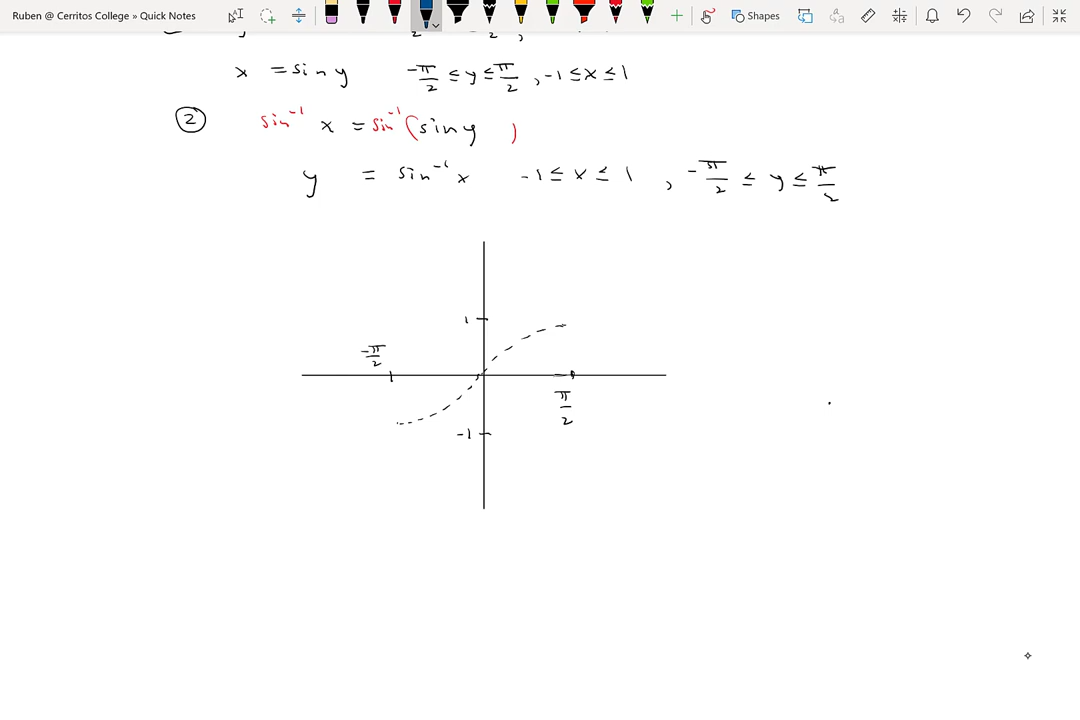 Ruben @ Cerritos College » Quick Notes Shapes
x = sin y -π/2 ≤ y ≤ π/2 , -1 ≤ x ≤ 1
② sin⁻¹ x = sin⁻¹(sin y )
y = sin⁻¹ x -1 ≤ x ≤ 1 , -π/2 ≤ y ≤ π/2
1
-π/2
π/2
-1